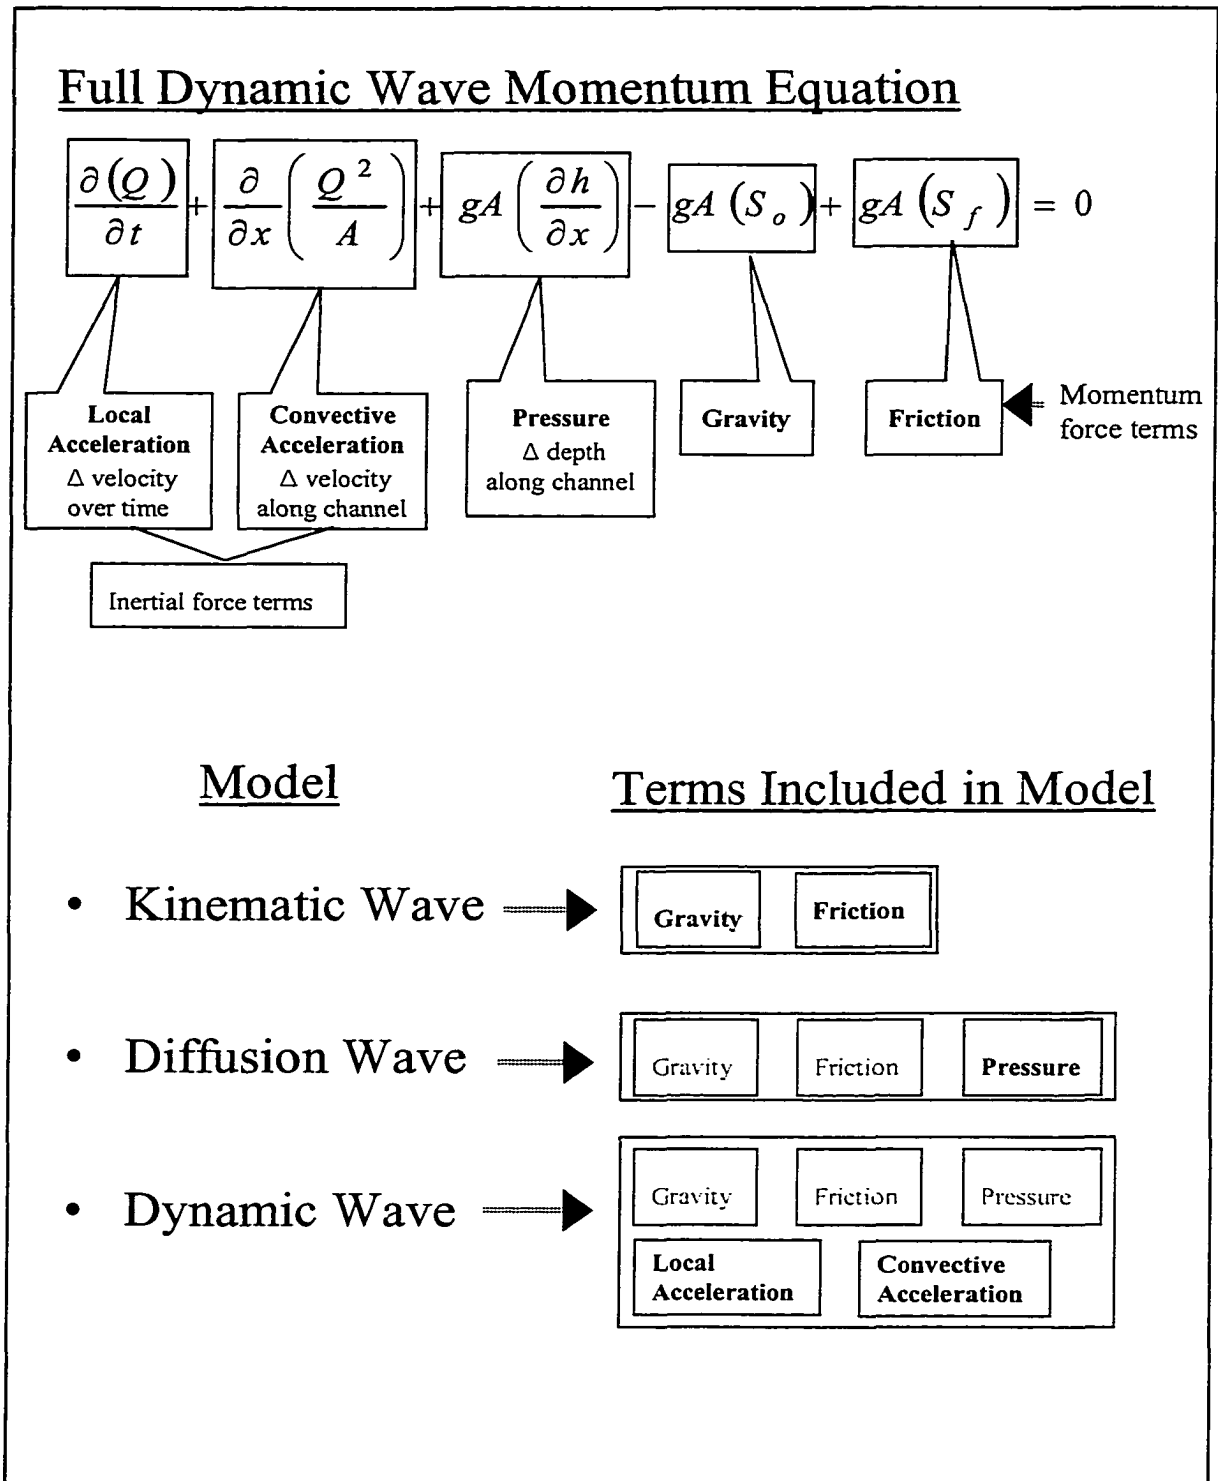 Full Dynamic Wave Momentum Equation
∂(Q)/∂t + ∂/∂x (Q²/A) + gA (∂h/∂x) − gA (S_o) + gA (S_f) = 0
Local
Acceleration
Δ velocity
over time
Convective
Acceleration
Δ velocity
along channel
Pressure
Δ depth
along channel
Gravity
Friction
Momentum
force terms
Inertial force terms
Model
Terms Included in Model
• Kinematic Wave
Gravity
Friction
• Diffusion Wave
Gravity
Friction
Pressure
• Dynamic Wave
Gravity
Friction
Pressure
Local
Acceleration
Convective
Acceleration